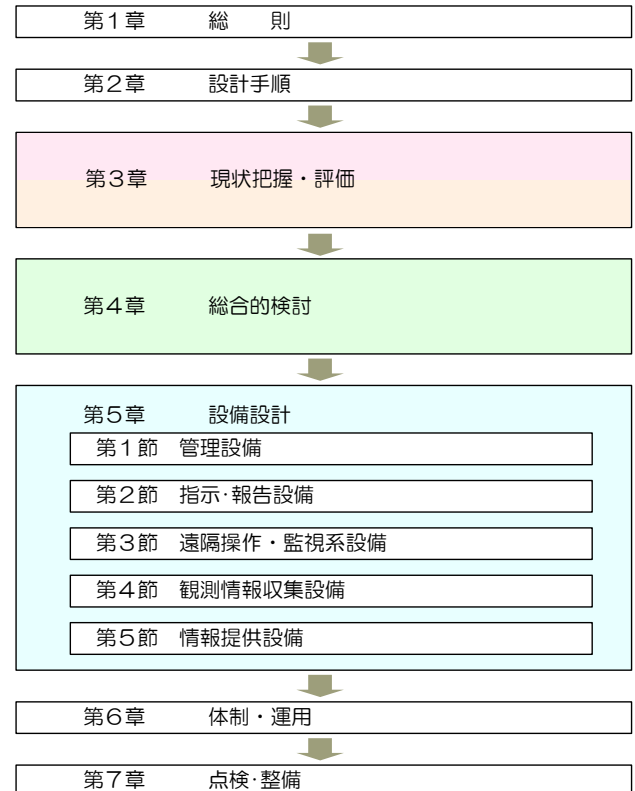 第1章　総　則
第2章　設計手順
第3章　現状把握・評価
第4章　総合的検討
第5章　設備設計
第1節　管理設備
第2節　指示・報告設備
第3節　遠隔操作・監視系設備
第4節　観測情報収集設備
第5節　情報提供設備
第6章　体制・運用
第7章　点検・整備